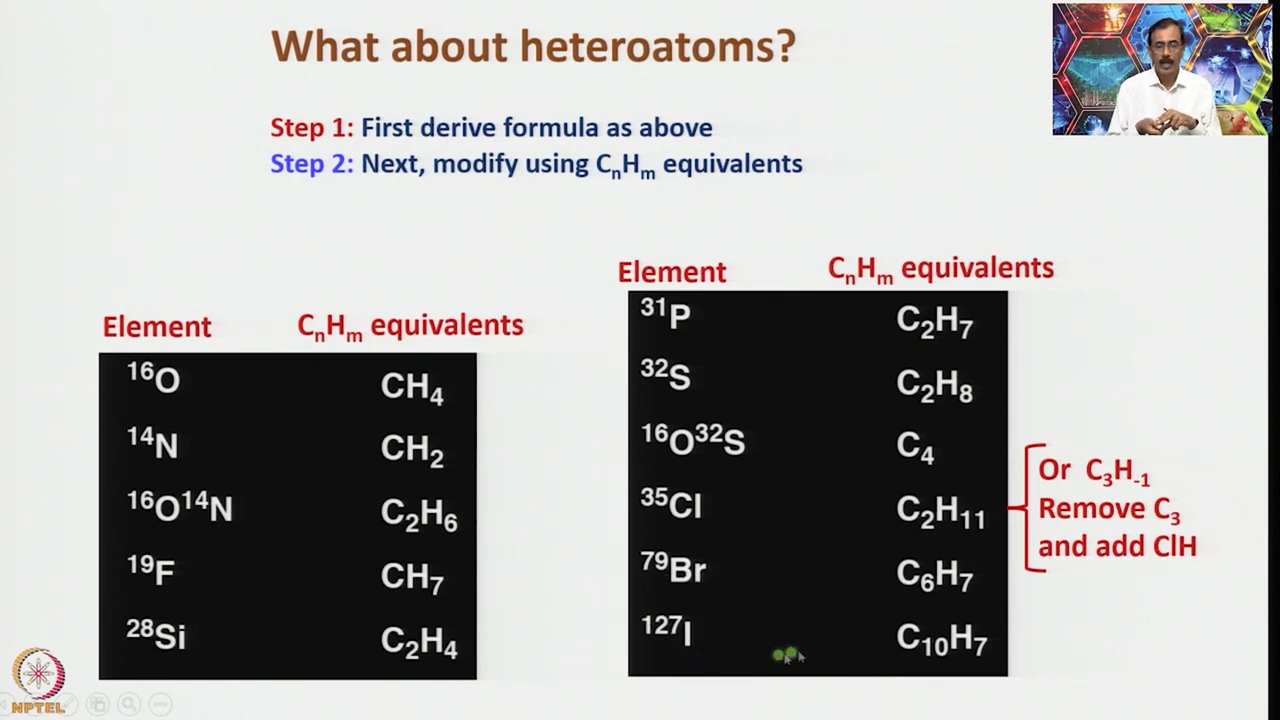 What about heteroatoms?
Step 1: First derive formula as above
Step 2: Next, modify using CₙHₘ equivalents
Element CₙHₘ equivalents
¹⁶O CH₄
¹⁴N CH₂
¹⁶O¹⁴N C₂H₆
¹⁹F CH₇
²⁸Si C₂H₄
Element CₙHₘ equivalents
³¹P C₂H₇
³²S C₂H₈
¹⁶O³²S C₄
³⁵Cl C₂H₁₁
⁷⁹Br C₆H₇
¹²⁷I C₁₀H₇
Or C₃H₋₁
Remove C₃
and add ClH
NPTEL